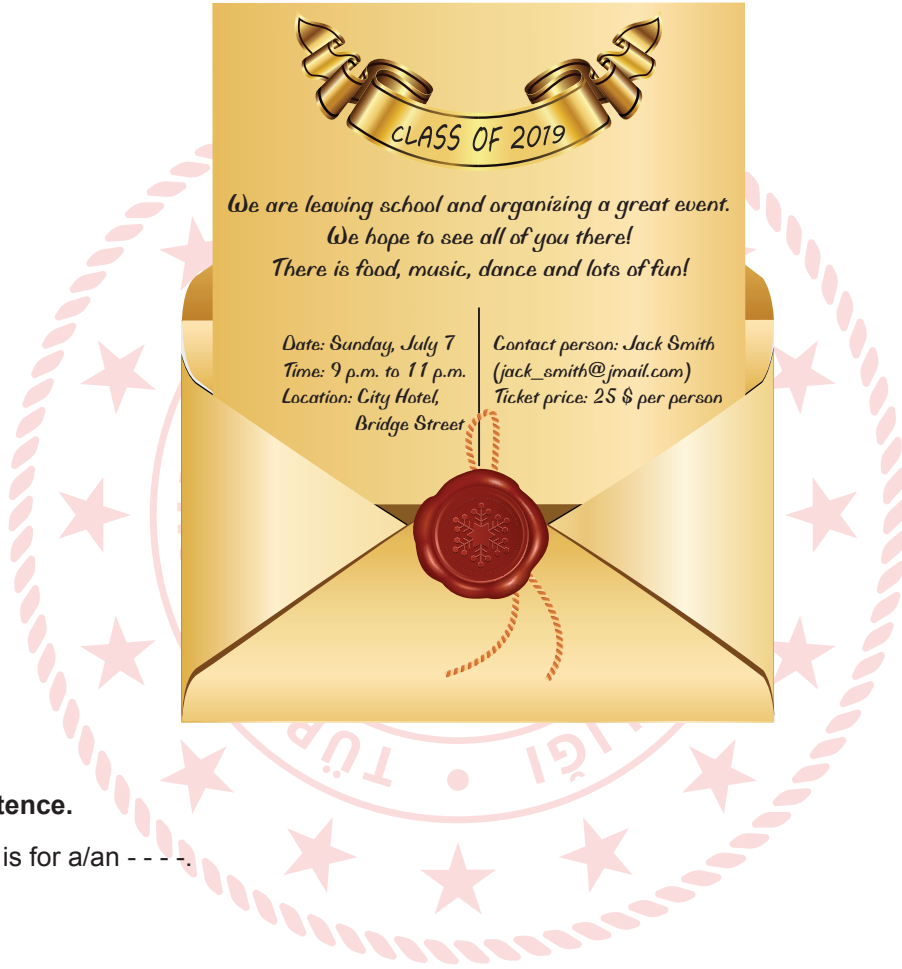 CLASS OF 2019
We are leaving school and organizing a great event.
We hope to see all of you there!
There is food, music, dance and lots of fun!
Date: Sunday, July 7
Time: 9 p.m. to 11 p.m.
Location: City Hotel,
Bridge Street
Contact person: Jack Smith
(jack_smith@jmail.com)
Ticket price: 25 $ per person
tence.
is for a/an - - - -.